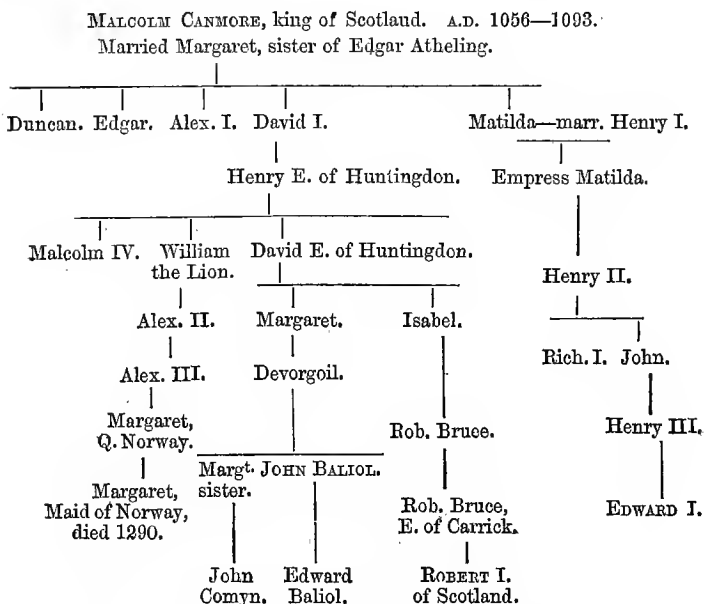 MALCOLM CANMORE, king of Scotland. A.D. 1056—1093.
Married Margaret, sister of Edgar Atheling.
Duncan. Edgar. Alex. I. David I. Matilda—marr. Henry I.
Henry E. of Huntingdon. Empress Matilda.
Malcolm IV. William David E. of Huntingdon.
the Lion.
Henry II.
Alex. II. Margaret. Isabel.
Rich. I. John.
Alex. III. Devorgoil.
Margaret,
Q. Norway. Rob. Bruce. Henry III.
Margt. JOHN BALIOL.
sister.
Margaret,
Maid of Norway,
died 1290.
Rob. Bruce,
E. of Carrick. EDWARD I.
John Edward ROBERT I.
Comyn. Baliol. of Scotland.